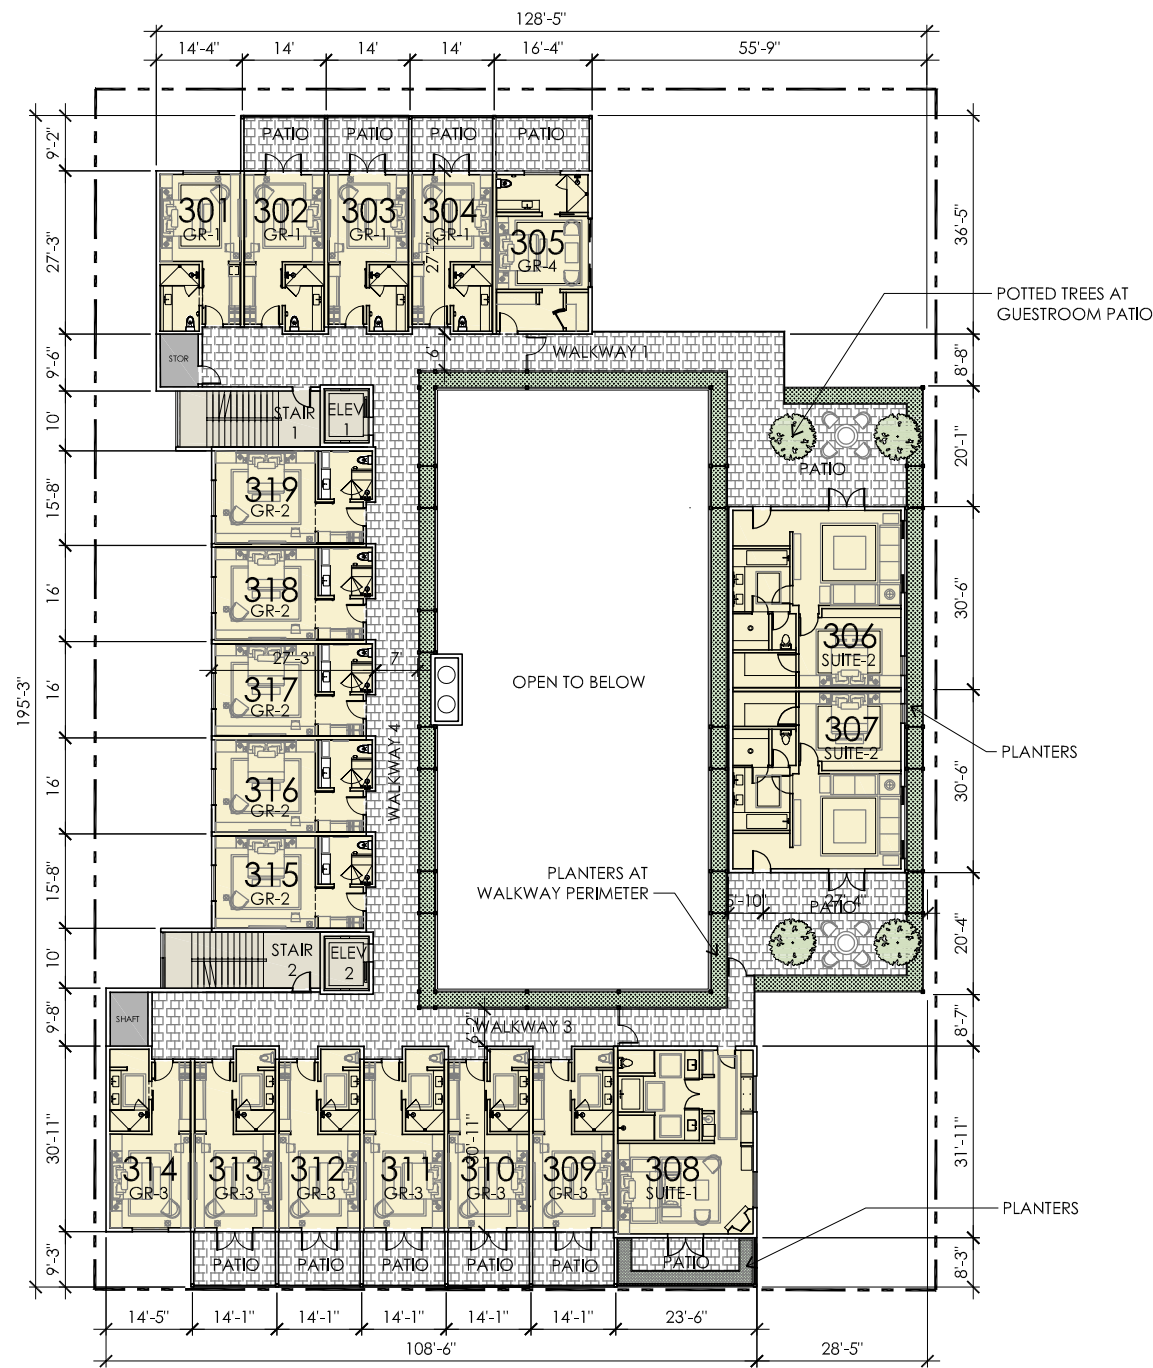 128'-5"
14'-4"
14'
14'
14'
16'-4"
55'-9"
195'-3"
9'-2"
27'-3"
9'-6"
10'
15'-8"
16'
16'
16'
15'-8"
10'
9'-8"
30'-11"
9'-3"
PATIO
PATIO
PATIO
PATIO
301
GR-1
302
GR-1
303
GR-1
304
GR-1
27'-2"
305
GR-4
36'-5"
POTTED TREES AT
GUESTROOM PATIO
STOR
6'
WALKWAY 1
8'-8"
STAIR
1
ELEV
1
PATIO
20'-1"
319
GR-2
318
GR-2
27'-3"
7'
317
GR-2
316
GR-2
315
GR-2
WALKWAY 4
OPEN TO BELOW
306
SUITE-2
307
SUITE-2
30'-6"
PLANTERS
30'-6"
PLANTERS AT
WALKWAY PERIMETER
27'-4"
PATIO
20'-4"
STAIR
2
ELEV
2
SHAFT
6'-2"
WALKWAY 3
8'-7"
314
GR-3
313
GR-3
312
GR-3
311
GR-3
310
GR-3
30'-11"
309
GR-3
308
SUITE-1
31'-11"
PLANTERS
PATIO
PATIO
PATIO
PATIO
PATIO
PATIO
8'-3"
14'-5"
14'-1"
14'-1"
14'-1"
14'-1"
14'-1"
23'-6"
108'-6"
28'-5"